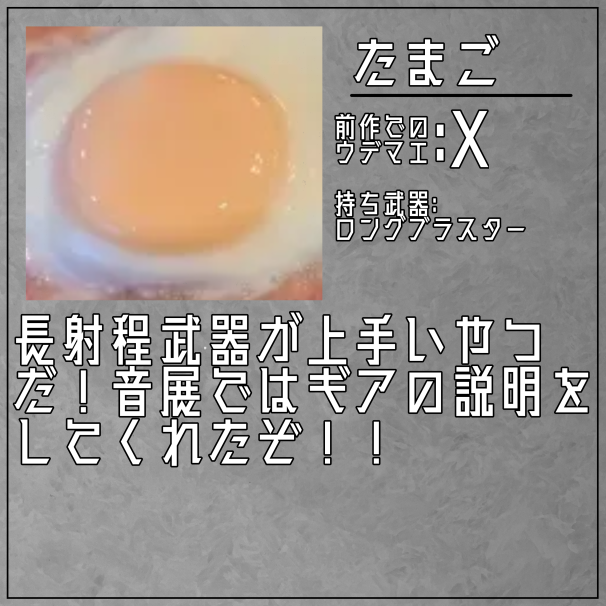 たまご
前作での
ウデマエ:X
持ち武器:
ロングブラスター
長射程武器が上手いやつ
だ！音展ではギアの説明を
してくれたぞ！！